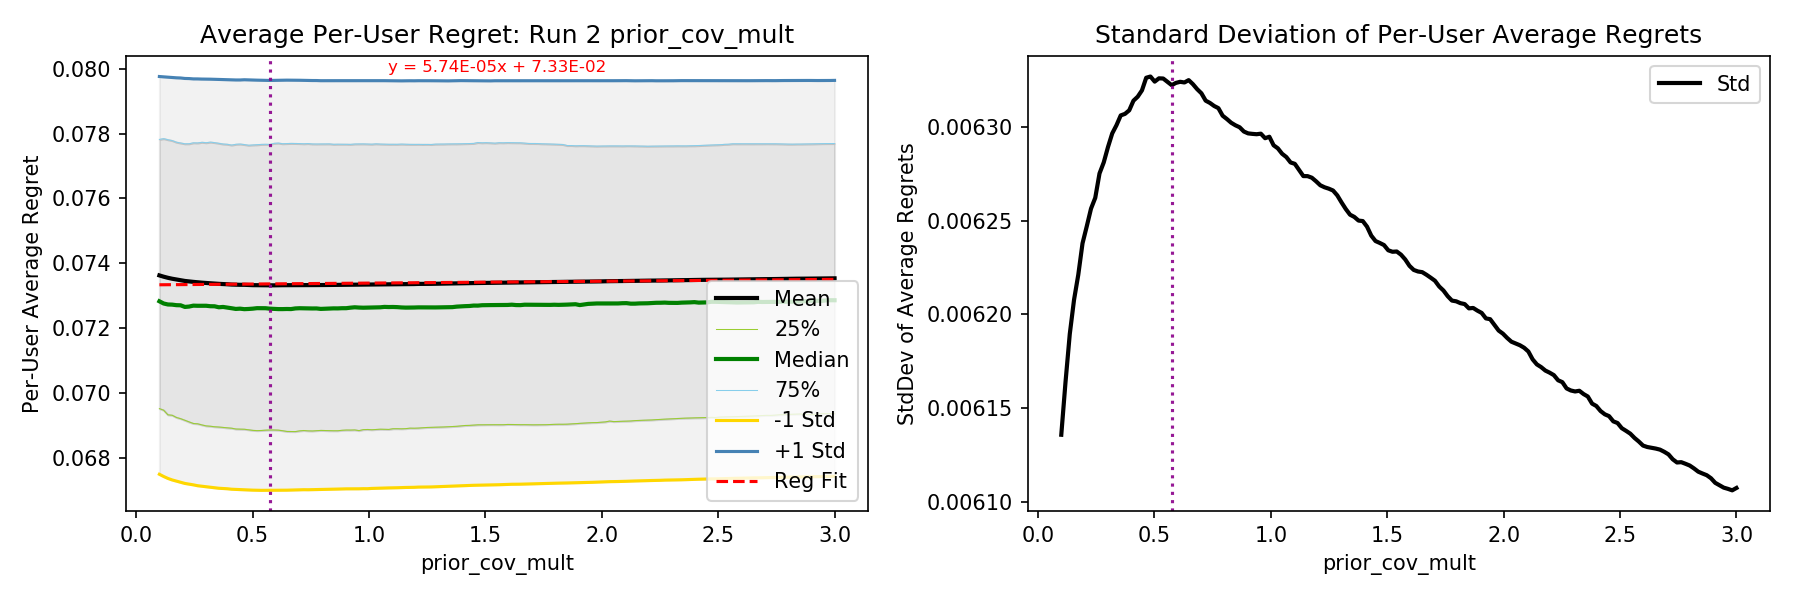 Average Per-User Regret: Run 2 prior_cov_mult
y = 5.74E-05x + 7.33E-02
Per-User Average Regret
0.080
0.078
0.076
0.074
0.072
0.070
0.068
0.0 0.5 1.0 1.5 2.0 2.5 3.0
prior_cov_mult
Mean
25%
Median
75%
-1 Std
+1 Std
Reg Fit
Standard Deviation of Per-User Average Regrets
Std
StdDev of Average Regrets
0.00630
0.00625
0.00620
0.00615
0.00610
0.0 0.5 1.0 1.5 2.0 2.5 3.0
prior_cov_mult